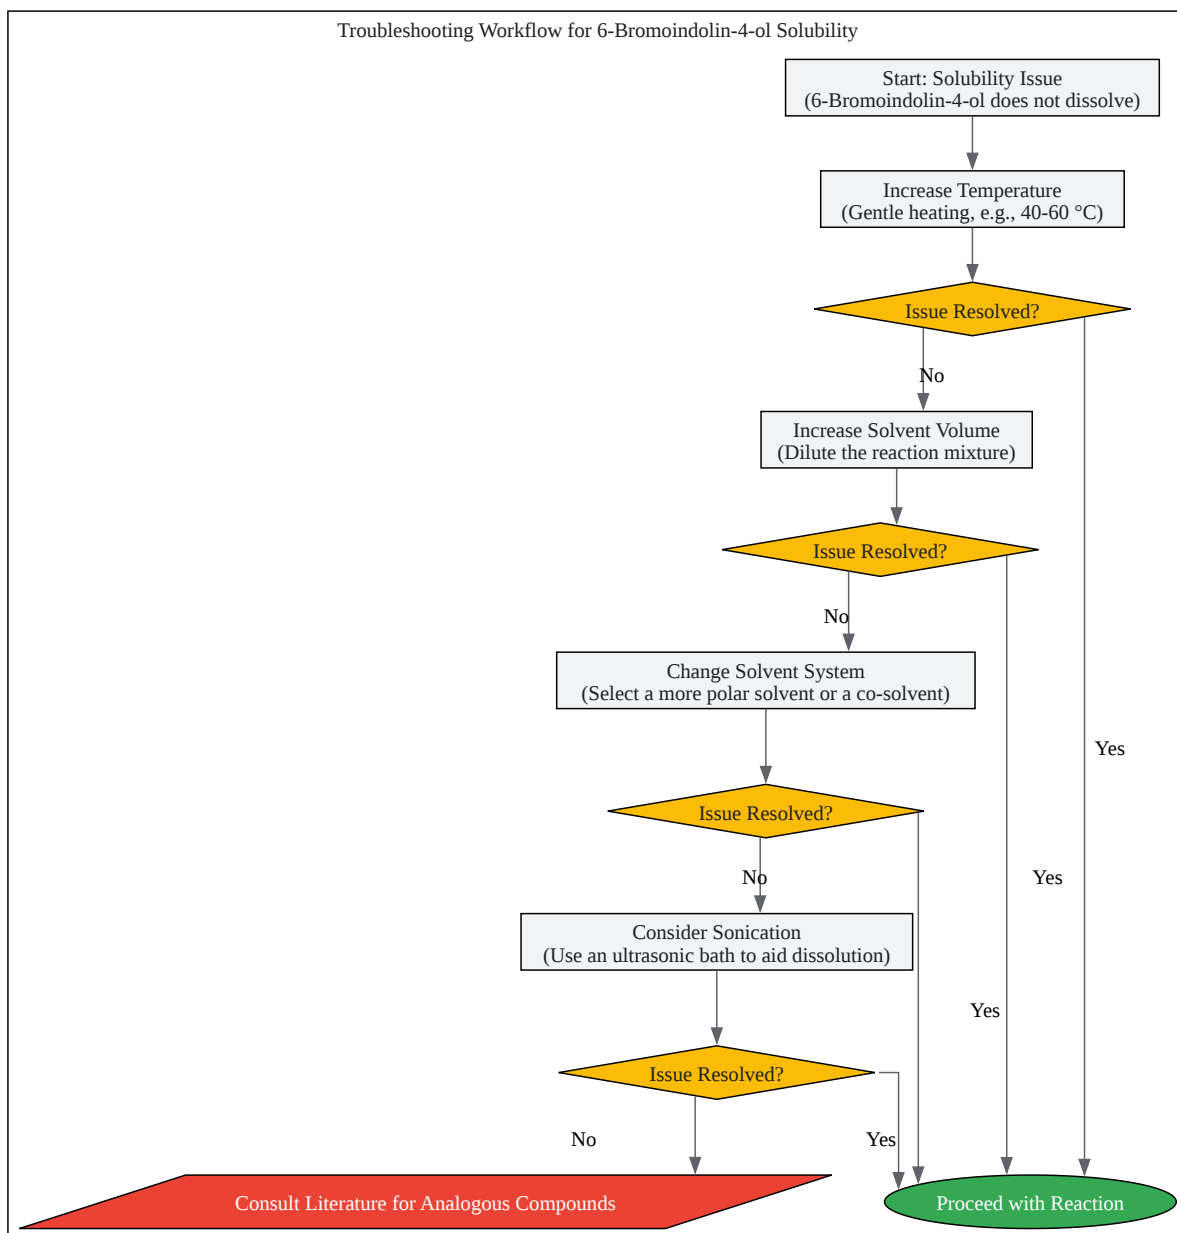 Troubleshooting Workflow for 6-Bromoindolin-4-ol Solubility
Start: Solubility Issue
(6-Bromoindolin-4-ol does not dissolve)
Increase Temperature
(Gentle heating, e.g., 40-60 °C)
Issue Resolved?
No
Increase Solvent Volume
(Dilute the reaction mixture)
Issue Resolved?
No
Change Solvent System
(Select a more polar solvent or a co-solvent)
Yes
Issue Resolved?
No
Yes
Consider Sonication
(Use an ultrasonic bath to aid dissolution)
Yes
Issue Resolved?
No
Yes
Consult Literature for Analogous Compounds
Proceed with Reaction